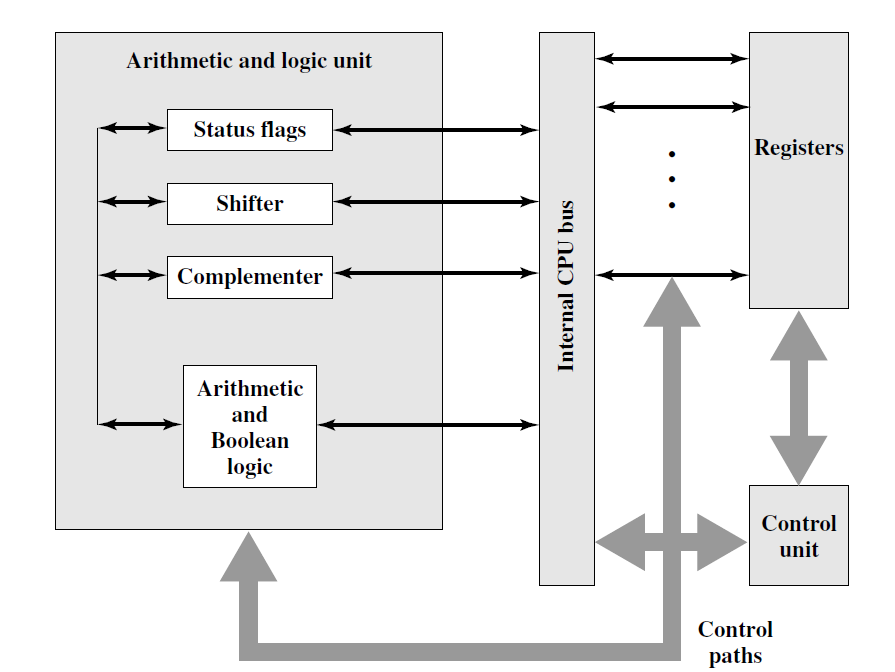 Arithmetic and logic unit
Status flags
Shifter
Complementer
Arithmetic
and
Boolean
logic
Internal CPU bus
Registers
Control
unit
Control
paths